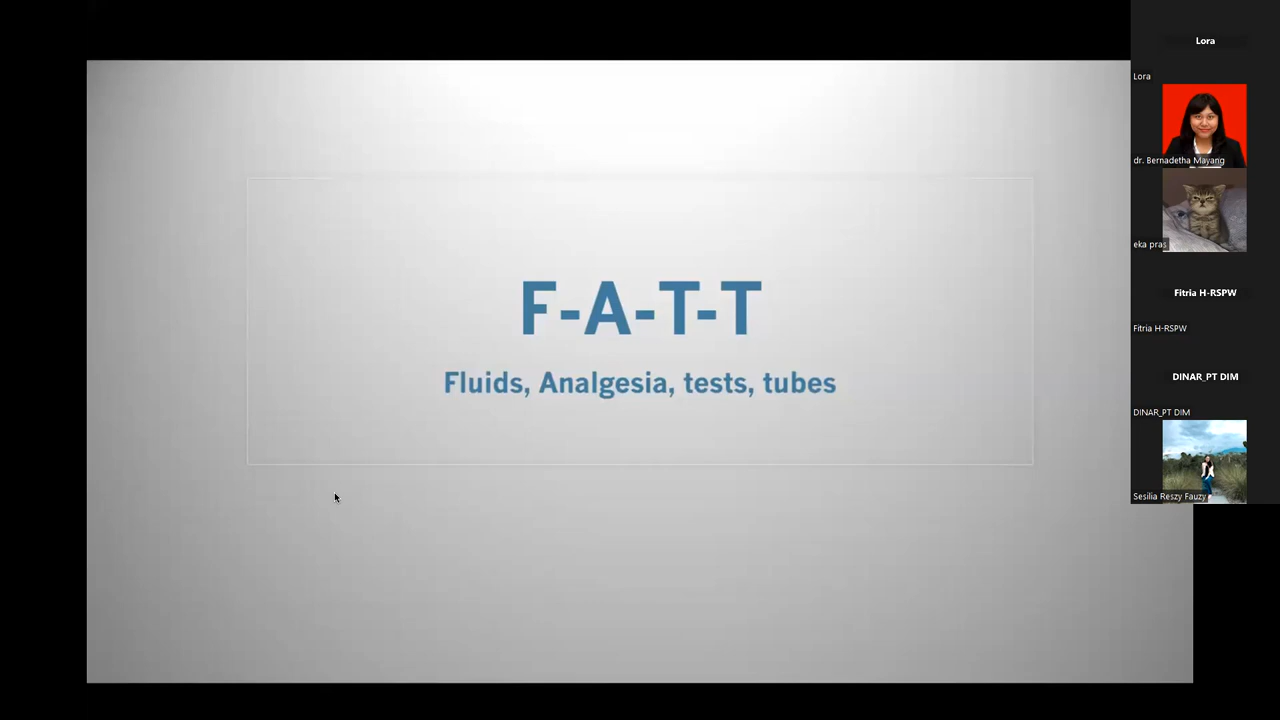 F-A-T-T
Fluids, Analgesia, tests, tubes
Lora
Lora
dr. Bernadetha Mayang
eka pras
Fitria H-RSPW
Fitria H-RSPW
DINAR_PT DIM
DINAR_PT DIM
Sesilia Reszy Fauzy